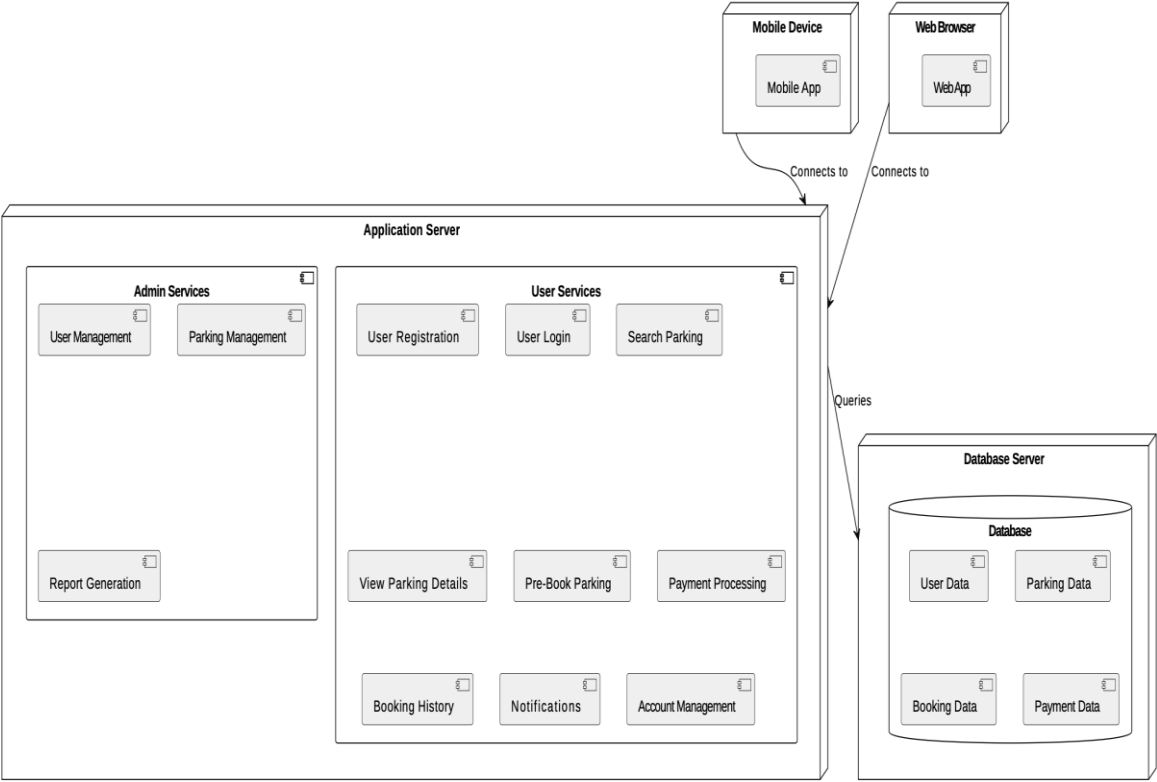 Mobile Device
Web Browser
Mobile App
Web App
Connects to
Connects to
Application Server
Admin Services
User Services
User Management
Parking Management
User Registration
User Login
Search Parking
Queries
Database Server
Database
Report Generation
View Parking Details
Pre-Book Parking
Payment Processing
User Data
Parking Data
Booking History
Notifications
Account Management
Booking Data
Payment Data